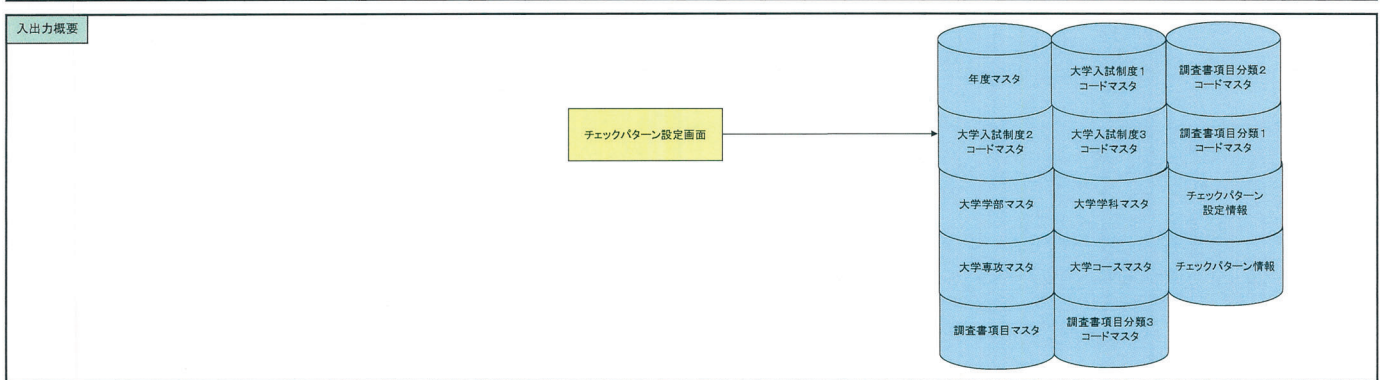 入出力概要
チェックパターン設定画面
年度マスタ
大学入試制度1
コードマスタ
調査書項目分類2
コードマスタ
大学入試制度2
コードマスタ
大学入試制度3
コードマスタ
調査書項目分類1
コードマスタ
大学学部マスタ
大学学科マスタ
チェックパターン
設定情報
大学専攻マスタ
大学コースマスタ
チェックパターン情報
調査書項目マスタ
調査書項目分類3
コードマスタ